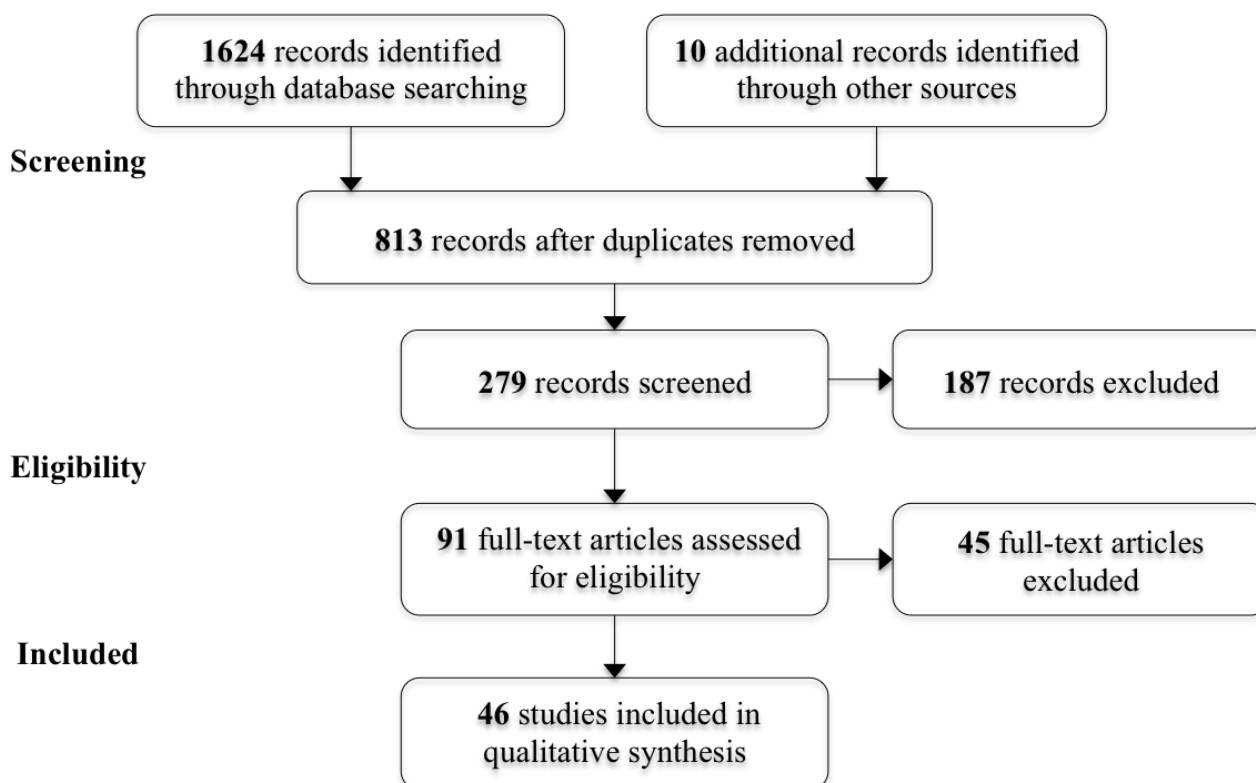 1624 records identified
through database searching
10 additional records identified
through other sources
Screening
813 records after duplicates removed
279 records screened
187 records excluded
Eligibility
91 full-text articles assessed
for eligibility
45 full-text articles
excluded
Included
46 studies included in
qualitative synthesis